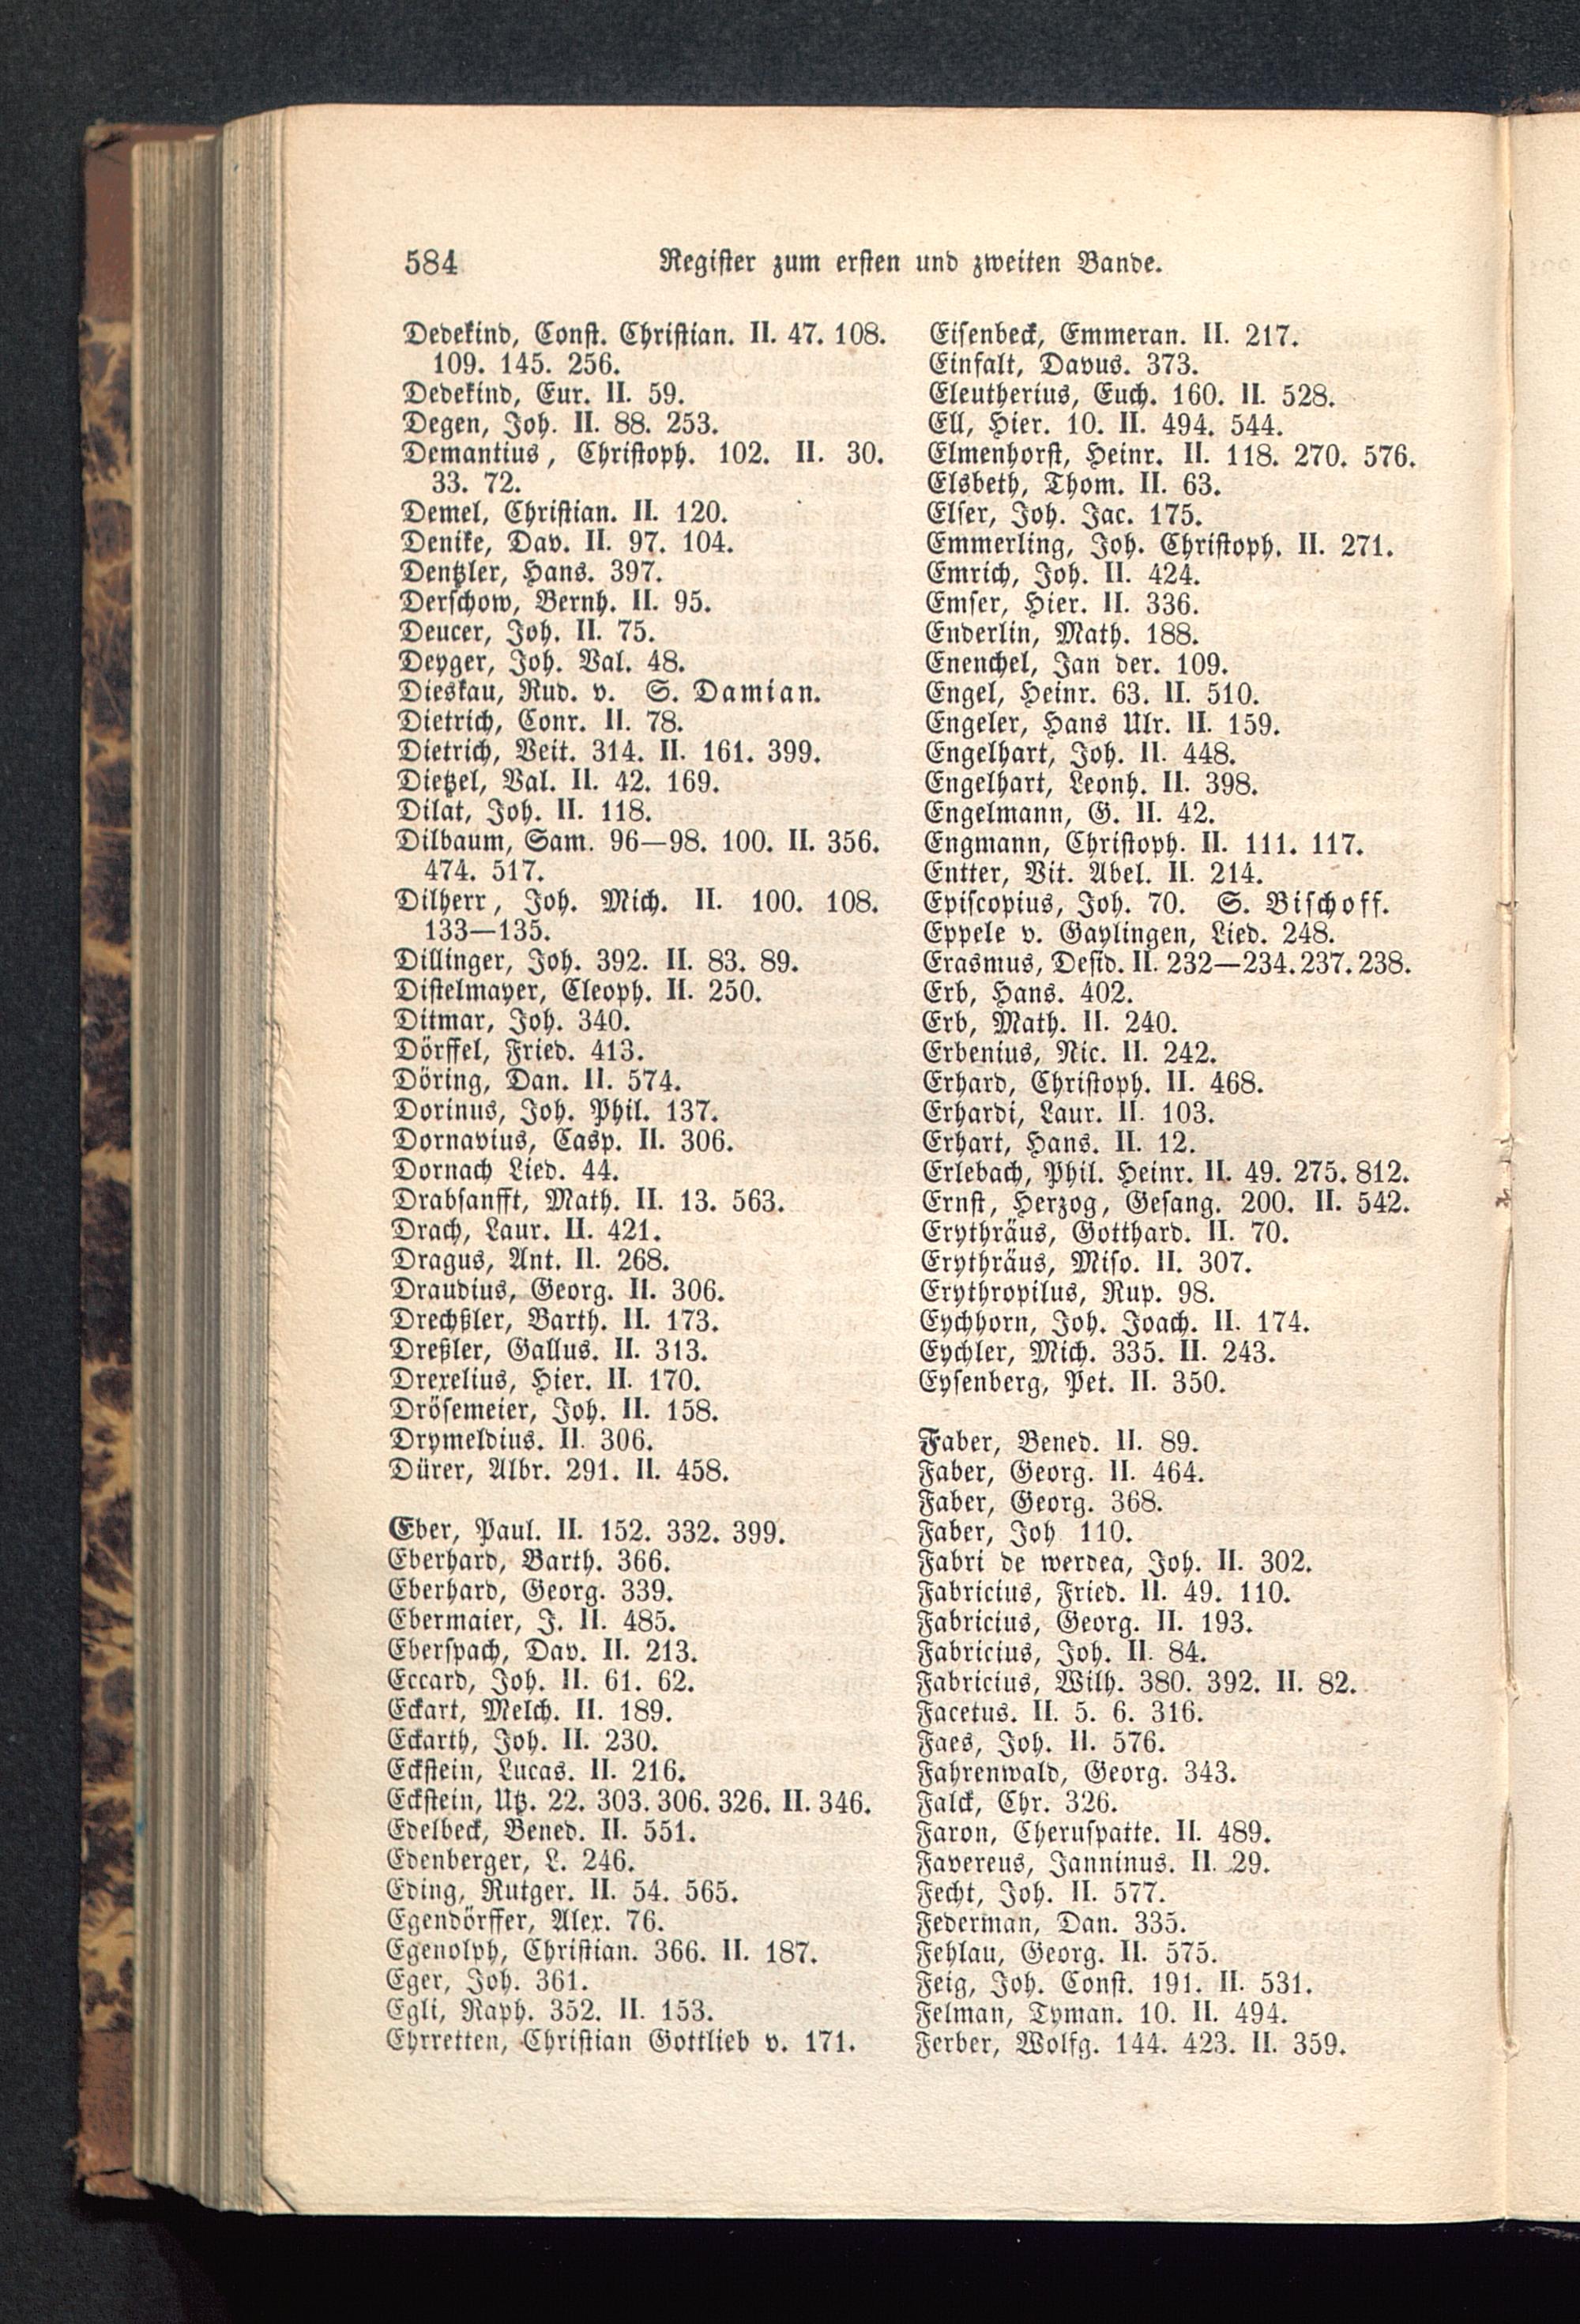 584 Register zum ersten und zweiten Bande.
Dedekind, Const. Christian. II. 47. 108.
109. 145. 256.
Dedekind, Eur. II. 59.
Degen, Joh. II. 88. 253.
Demantius, Christoph. 102. II. 30.
33. 72.
Demel, Christian. II. 120.
Denike, Dav. II. 97. 104.
Dentzler, Hans. 397.
Derschow, Bernh. II. 95.
Deucer, Joh. II. 75.
Deyger, Joh. Val. 48.
Dieskau, Rud. v. S. Damian.
Dietrich, Conr. II. 78.
Dietrich, Veit. 314. II. 161. 399.
Dietzel, Val. II. 42. 169.
Dilat, Joh. II. 118.
Dilbaum, Sam. 96—98. 100. II. 356.
474. 517.
Dilherr, Joh. Mich. II. 100. 108.
133—135.
Dillinger, Joh. 392. II. 83. 89.
Distelmayer, Cleoph. II. 250.
Ditmar, Joh. 340.
Dörffel, Fried. 413.
Döring, Dan. II. 574.
Dorinus, Joh. Phil. 137.
Dornavius, Casp. II. 306.
Dornach Lied. 44.
Drabsanfft, Math. II. 13. 563.
Drach, Laur. II. 421.
Dragus, Ant. II. 268.
Draudius, Georg. II. 306.
Drechßler, Barth. II. 173.
Dreßler, Gallus. II. 313.
Drexelius, Hier. II. 170.
Drösemeier, Joh. II. 158.
Drymeldius. II. 306.
Dürer, Albr. 291. II. 458.
Eber, Paul. II. 152. 332. 399.
Eberhard, Barth. 366.
Eberhard, Georg. 339.
Ebermaier, J. II. 485.
Eberspach, Dav. II. 213.
Eccard, Joh. II. 61. 62.
Eckart, Melch. II. 189.
Eckarth, Joh. II. 230.
Eckstein, Lucas. II. 216.
Eckstein, Utz. 22. 303. 306. 326. II. 346.
Edelbeck, Bened. II. 551.
Edenberger, L. 246.
Eding, Rutger. II. 54. 565.
Egendörffer, Alex. 76.
Egenolph, Christian. 366. II. 187.
Eger, Joh. 361.
Egli, Raph. 352. II. 153.
Ehrretten, Christian Gottlieb v. 171.
Eisenbeck, Emmeran. II. 217.
Einfalt, Davus. 373.
Eleutherius, Euch. 160. II. 528.
Ell, Hier. 10. II. 494. 544.
Elmenhorst, Heinr. II. 118. 270. 576.
Elsbeth, Thom. II. 63.
Elser, Joh. Jac. 175.
Emmerling, Joh. Christoph. II. 271.
Emrich, Joh. II. 424.
Emser, Hier. II. 336.
Enderlin, Math. 188.
Enenchel, Jan der. 109.
Engel, Heinr. 63. II. 510.
Engeler, Hans Ulr. II. 159.
Engelhart, Joh. II. 448.
Engelhart, Leonh. II. 398.
Engelmann, G. II. 42.
Engmann, Christoph. II. 111. 117.
Entter, Vit. Abel. II. 214.
Episcopius, Joh. 70. S. Bischoff.
Eppele v. Gaylingen, Lied. 248.
Erasmus, Desid. II. 232—234. 237. 238.
Erb, Hans. 402.
Erb, Math. II. 240.
Erbenius, Nic. II. 242.
Erhard, Christoph. II. 468.
Erhardi, Laur. II. 103.
Erhart, Hans. II. 12.
Erlebach, Phil. Heinr. II. 49. 275. 812.
Ernst, Herzog, Gesang. 200. II. 542.
Erythräus, Gotthard. II. 70.
Erythräus, Miso. II. 307.
Erythropilus, Rup. 98.
Eychhorn, Joh. Joach. II. 174.
Eychler, Mich. 335. II. 243.
Eysenberg, Pet. II. 350.
Faber, Bened. II. 89.
Faber, Georg. II. 464.
Faber, Georg. 368.
Faber, Joh 110.
Fabri de werdea, Joh. II. 302.
Fabricius, Fried. II. 49. 110.
Fabricius, Georg. II. 193.
Fabricius, Joh. II. 84.
Fabricius, Wilh. 380. 392. II. 82.
Facetus. II. 5. 6. 316.
Faes, Joh. II. 576.
Fahrenwald, Georg. 343.
Falck, Chr. 326.
Faron, Cheruspatte. II. 489.
Favereus, Janninus. II. 29.
Fecht, Joh. II. 577.
Federman, Dan. 335.
Fehlau, Georg. II. 575.
Feig, Joh. Const. 191. II. 531.
Felman, Tyman. 10. II. 494.
Ferber, Wolfg. 144. 423. II. 359.